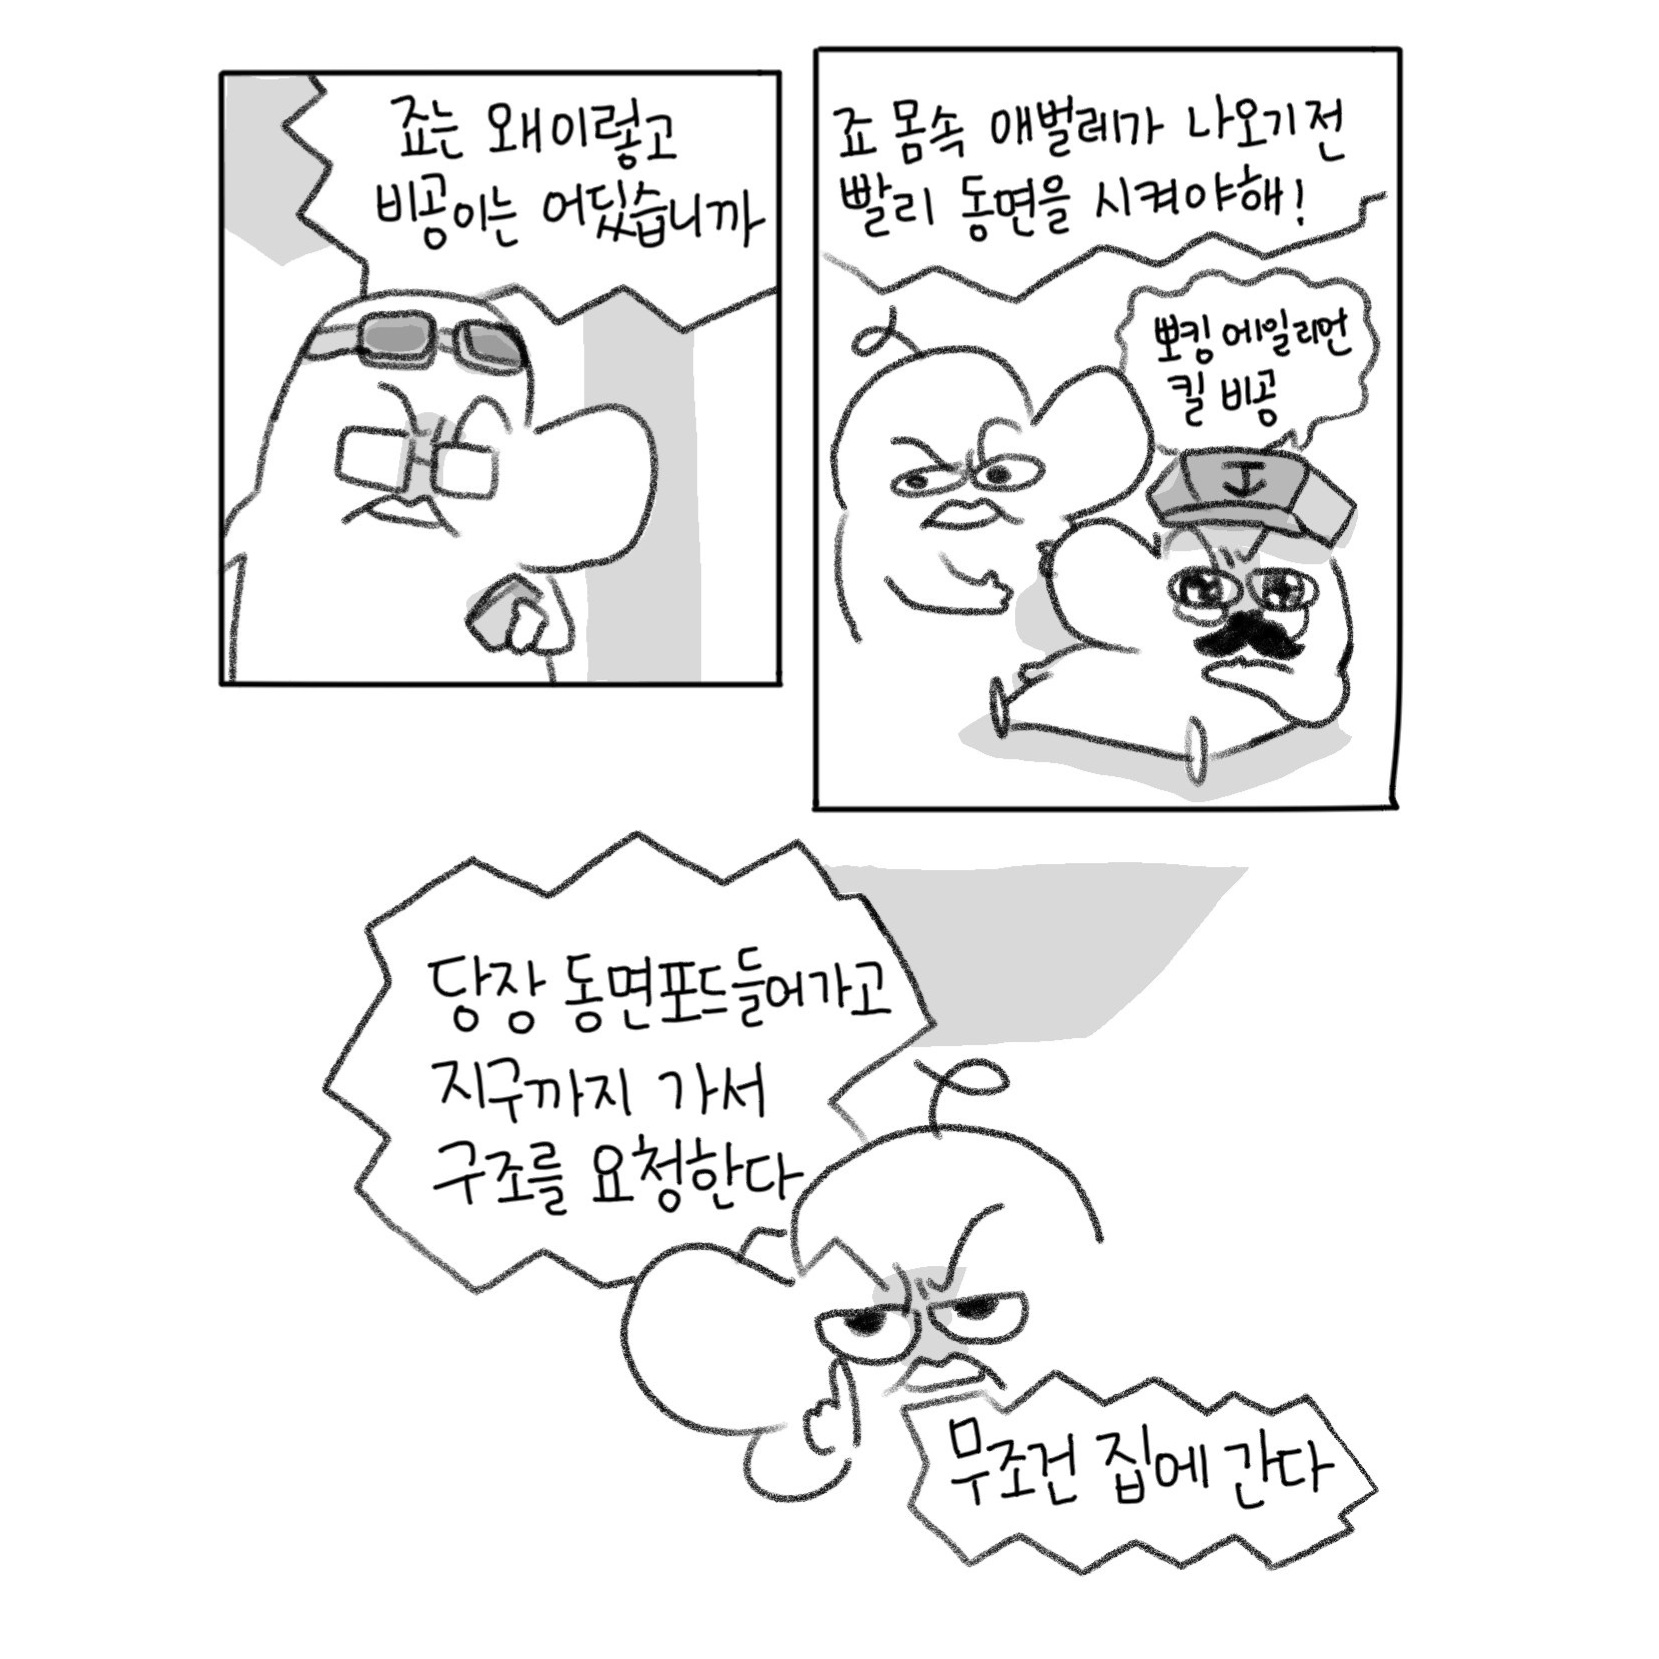 죠는 왜이렇고
비공이는 어딨습니까
죠 몸속 애벌레가 나오기전
빨리 동면을 시켜야해!
뽀킹 에일리먼
킬 비공
당장 동면포드들어가고
지구까지 가서
구조를 요청한다
무조건 집에 간다